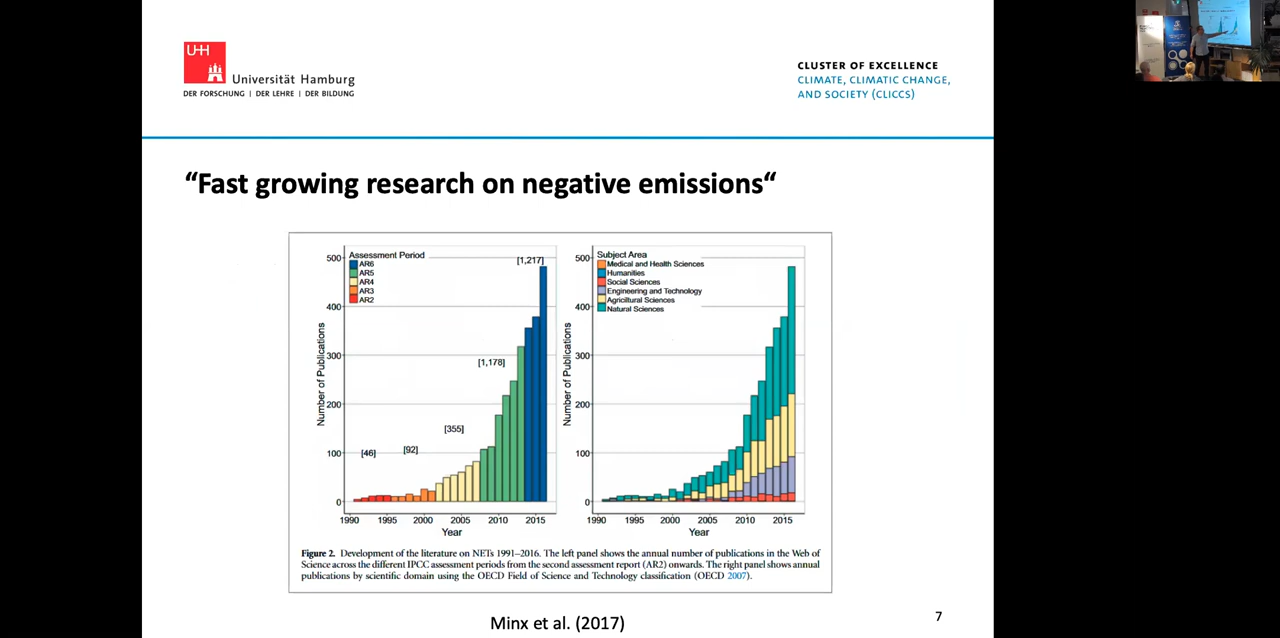 UHH
Universität Hamburg
DER FORSCHUNG | DER LEHRE | DER BILDUNG
CLUSTER OF EXCELLENCE
CLIMATE, CLIMATIC CHANGE,
AND SOCIETY (CLICCS)
“Fast growing research on negative emissions“
Assessment Period
AR6
AR5
AR4
AR3
AR2
[46]
[92]
[355]
[1,178]
[1,217]
500
400
300
200
100
0
Number of Publications
1990
1995
2000
2005
2010
2015
Year
Subject Area
Medical and Health Sciences
Humanities
Social Sciences
Engineering and Technology
Agricltural Sciences
Natural Sciences
500
400
300
200
100
0
Number of Publications
1990
1995
2000
2005
2010
2015
Year
Figure 2. Development of the literature on NETs 1991–2016. The left panel shows the annual number of publications in the Web of
Science across the different IPCC assessment periods from the second assessment report (AR2) onwards. The right panel shows annual
publications by scientific domain using the OECD Field of Science and Technology classification (OECD 2007).
Minx et al. (2017)
7